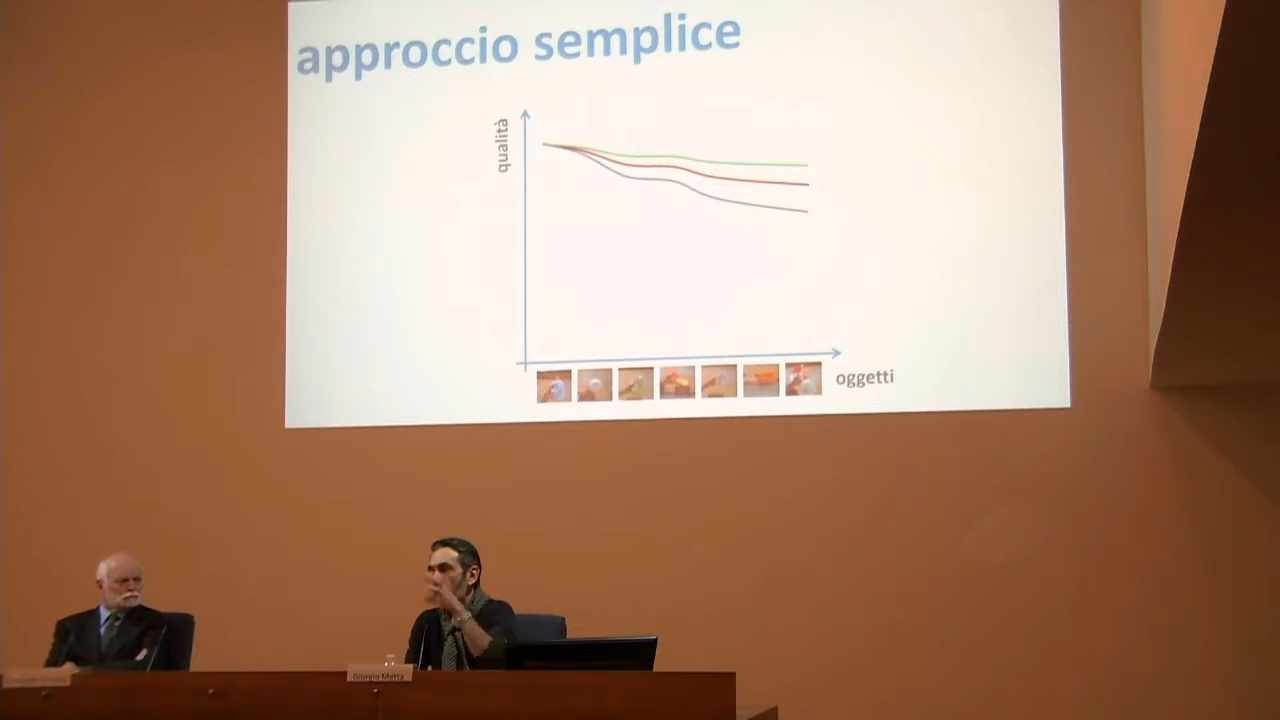 approccio semplice
qualità
oggetti
Giorgio Metta